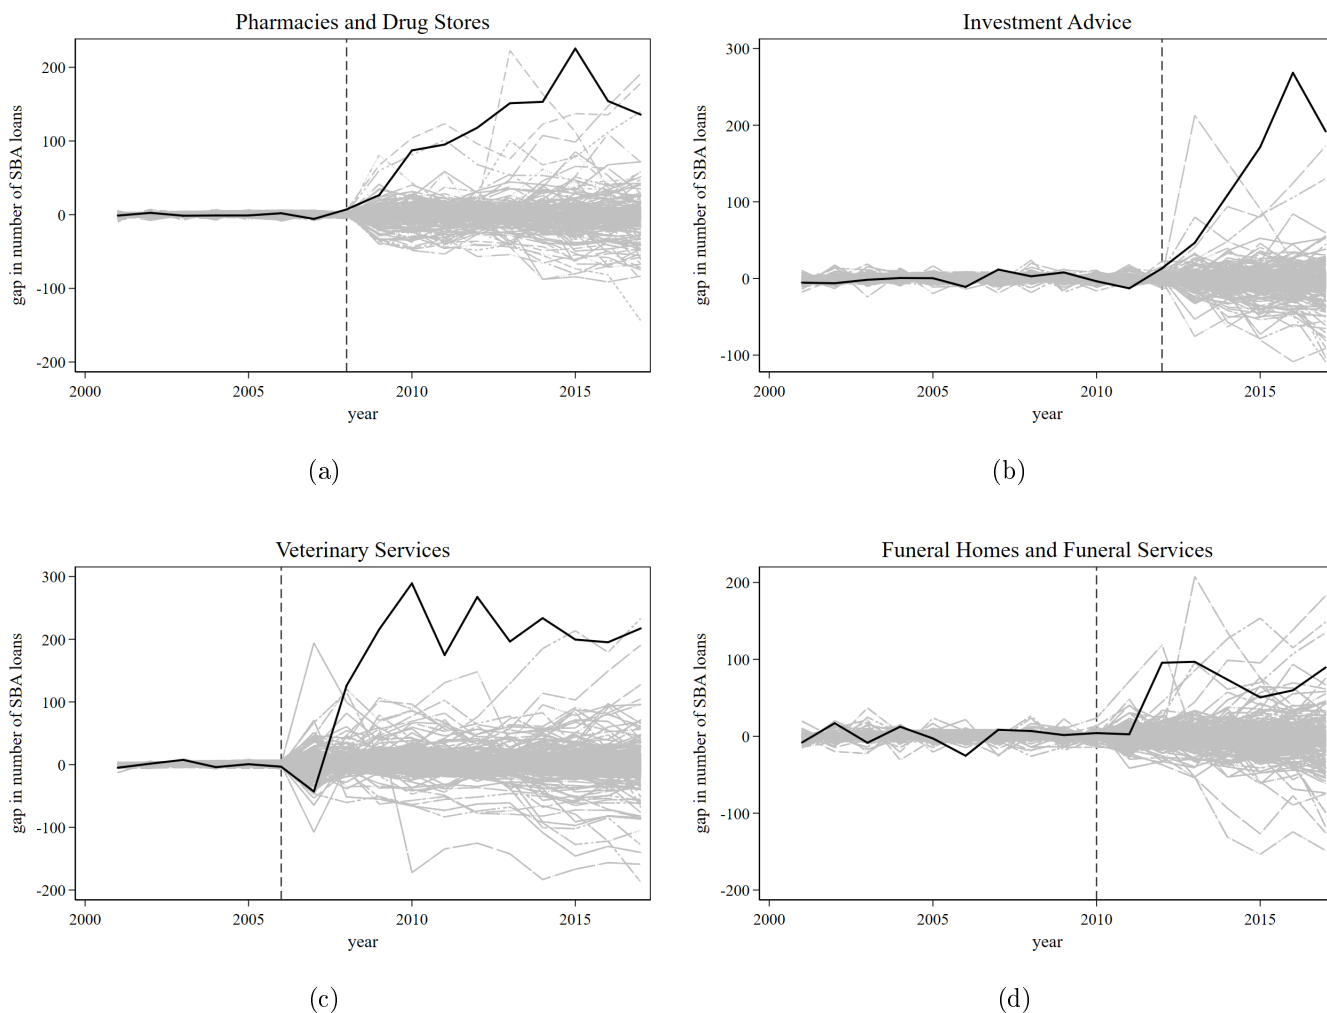 Pharmacies and Drug Stores
gap in number of SBA loans
200
100
0
-100
-200
2000
2005
2010
2015
year
(a)
Investment Advice
gap in number of SBA loans
300
200
100
0
-100
2000
2005
2010
2015
year
(b)
Veterinary Services
gap in number of SBA loans
300
200
100
0
-100
-200
2000
2005
2010
2015
year
(c)
Funeral Homes and Funeral Services
gap in number of SBA loans
200
100
0
-100
-200
2000
2005
2010
2015
year
(d)